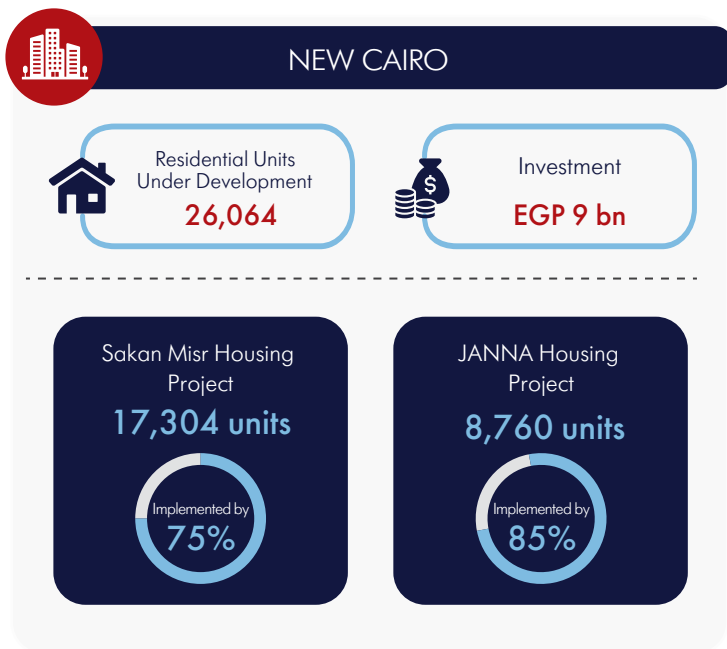 NEW CAIRO
Residential Units
Under Development
26,064
Investment
EGP 9 bn
$
Sakan Misr Housing
Project
17,304 units
Implemented by
75%
JANNA Housing
Project
8,760 units
Implemented by
85%